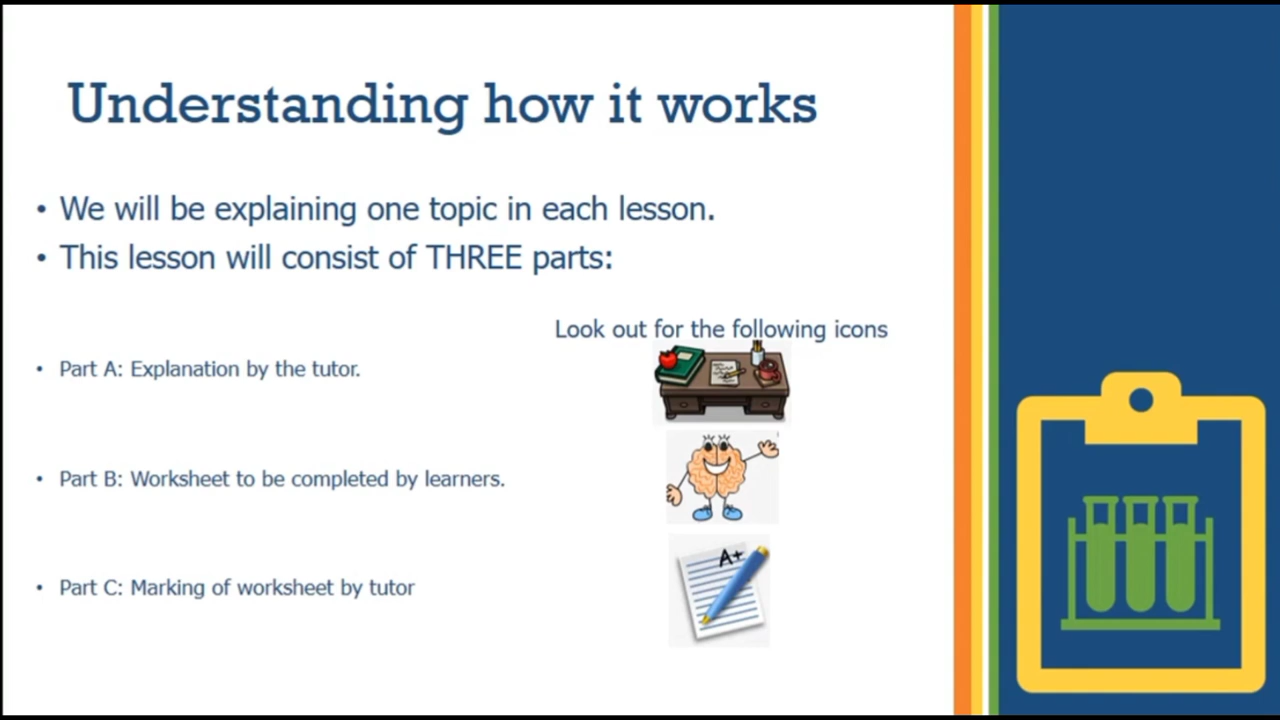 Understanding how it works
• We will be explaining one topic in each lesson.
• This lesson will consist of THREE parts:
Look out for the following icons
• Part A: Explanation by the tutor.
• Part B: Worksheet to be completed by learners.
• Part C: Marking of worksheet by tutor
A+